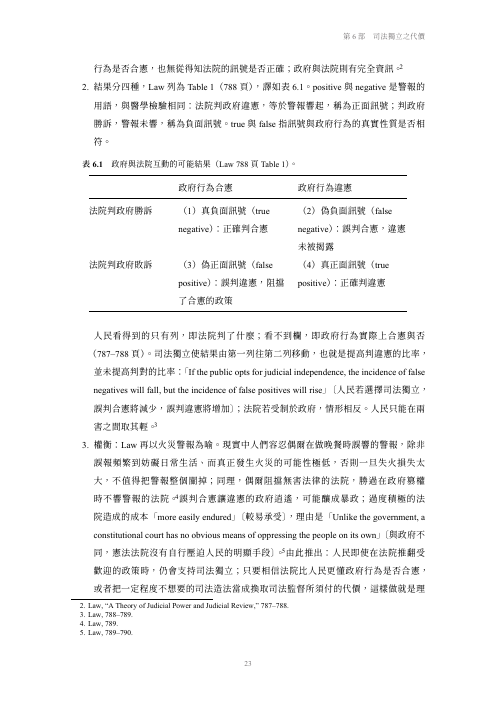 第 6 部　司法獨立之代價
行為是否合憲，也無從得知法院的訊號是否正確；政府與法院則有完全資訊。2
2. 結果分四種，Law 列為 Table 1（788 頁），譯如表 6.1。positive 與 negative 是警報的
用語，與醫學檢驗相同：法院判政府違憲，等於警報響起，稱為正面訊號；判政府
勝訴，警報未響，稱為負面訊號。true 與 false 指訊號與政府行為的真實性質是否相
符。
表 6.1　政府與法院互動的可能結果（Law 788 頁 Table 1）。
政府行為合憲　政府行為違憲
法院判政府勝訴　（1）真負面訊號（true　（2）偽負面訊號（false
negative）：正確判合憲　negative）：誤判合憲，違憲
未被揭露
法院判政府敗訴　（3）偽正面訊號（false　（4）真正面訊號（true
positive）：誤判違憲，阻擋　positive）：正確判違憲
了合憲的政策
人民看得到的只有列，即法院判了什麼；看不到欄，即政府行為實際上合憲與否
（787–788 頁）。司法獨立使結果由第一列往第二列移動，也就是提高判違憲的比率，
並未提高判對的比率：「If the public opts for judicial independence, the incidence of false
negatives will fall, but the incidence of false positives will rise」〔人民若選擇司法獨立，
誤判合憲將減少，誤判違憲將增加〕；法院若受制於政府，情形相反。人民只能在兩
害之間取其輕。3
3. 權衡：Law 再以火災警報為喻。現實中人們容忍偶爾在做晚餐時誤響的警報，除非
誤報頻繁到妨礙日常生活、而真正發生火災的可能性極低，否則一旦失火損失太
大，不值得把警報整個關掉；同理，偶爾阻擋無害法律的法院，勝過在政府篡權
時不響警報的法院。4誤判合憲讓違憲的政府逍遙，可能釀成暴政；過度積極的法
院造成的成本「more easily endured」〔較易承受〕，理由是「Unlike the government, a
constitutional court has no obvious means of oppressing the people on its own」〔與政府不
同，憲法法院沒有自行壓迫人民的明顯手段〕。5由此推出：人民即使在法院推翻受
歡迎的政策時，仍會支持司法獨立；只要相信法院比人民更懂政府行為是否合憲，
或者把一定程度不想要的司法造法當成換取司法監督所須付的代價，這樣做就是理
2. Law, “A Theory of Judicial Power and Judicial Review,” 787–788.
3. Law, 788–789.
4. Law, 789.
5. Law, 789–790.
23